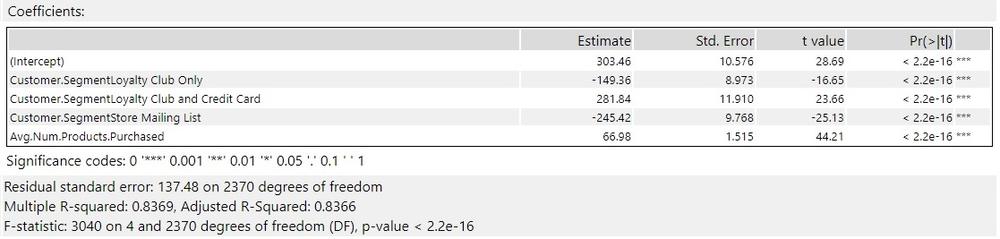 Coefficients:
Estimate Std. Error t value Pr(>|t|)
(Intercept) 303.46 10.576 28.69 < 2.2e-16 ***
Customer.SegmentLoyalty Club Only -149.36 8.973 -16.65 < 2.2e-16 ***
Customer.SegmentLoyalty Club and Credit Card 281.84 11.910 23.66 < 2.2e-16 ***
Customer.SegmentStore Mailing List -245.42 9.768 -25.13 < 2.2e-16 ***
Avg.Num.Products.Purchased 66.98 1.515 44.21 < 2.2e-16 ***
Significance codes: 0 '***' 0.001 '**' 0.01 '*' 0.05 '.' 0.1 ' ' 1
Residual standard error: 137.48 on 2370 degrees of freedom
Multiple R-squared: 0.8369, Adjusted R-Squared: 0.8366
F-statistic: 3040 on 4 and 2370 degrees of freedom (DF), p-value < 2.2e-16